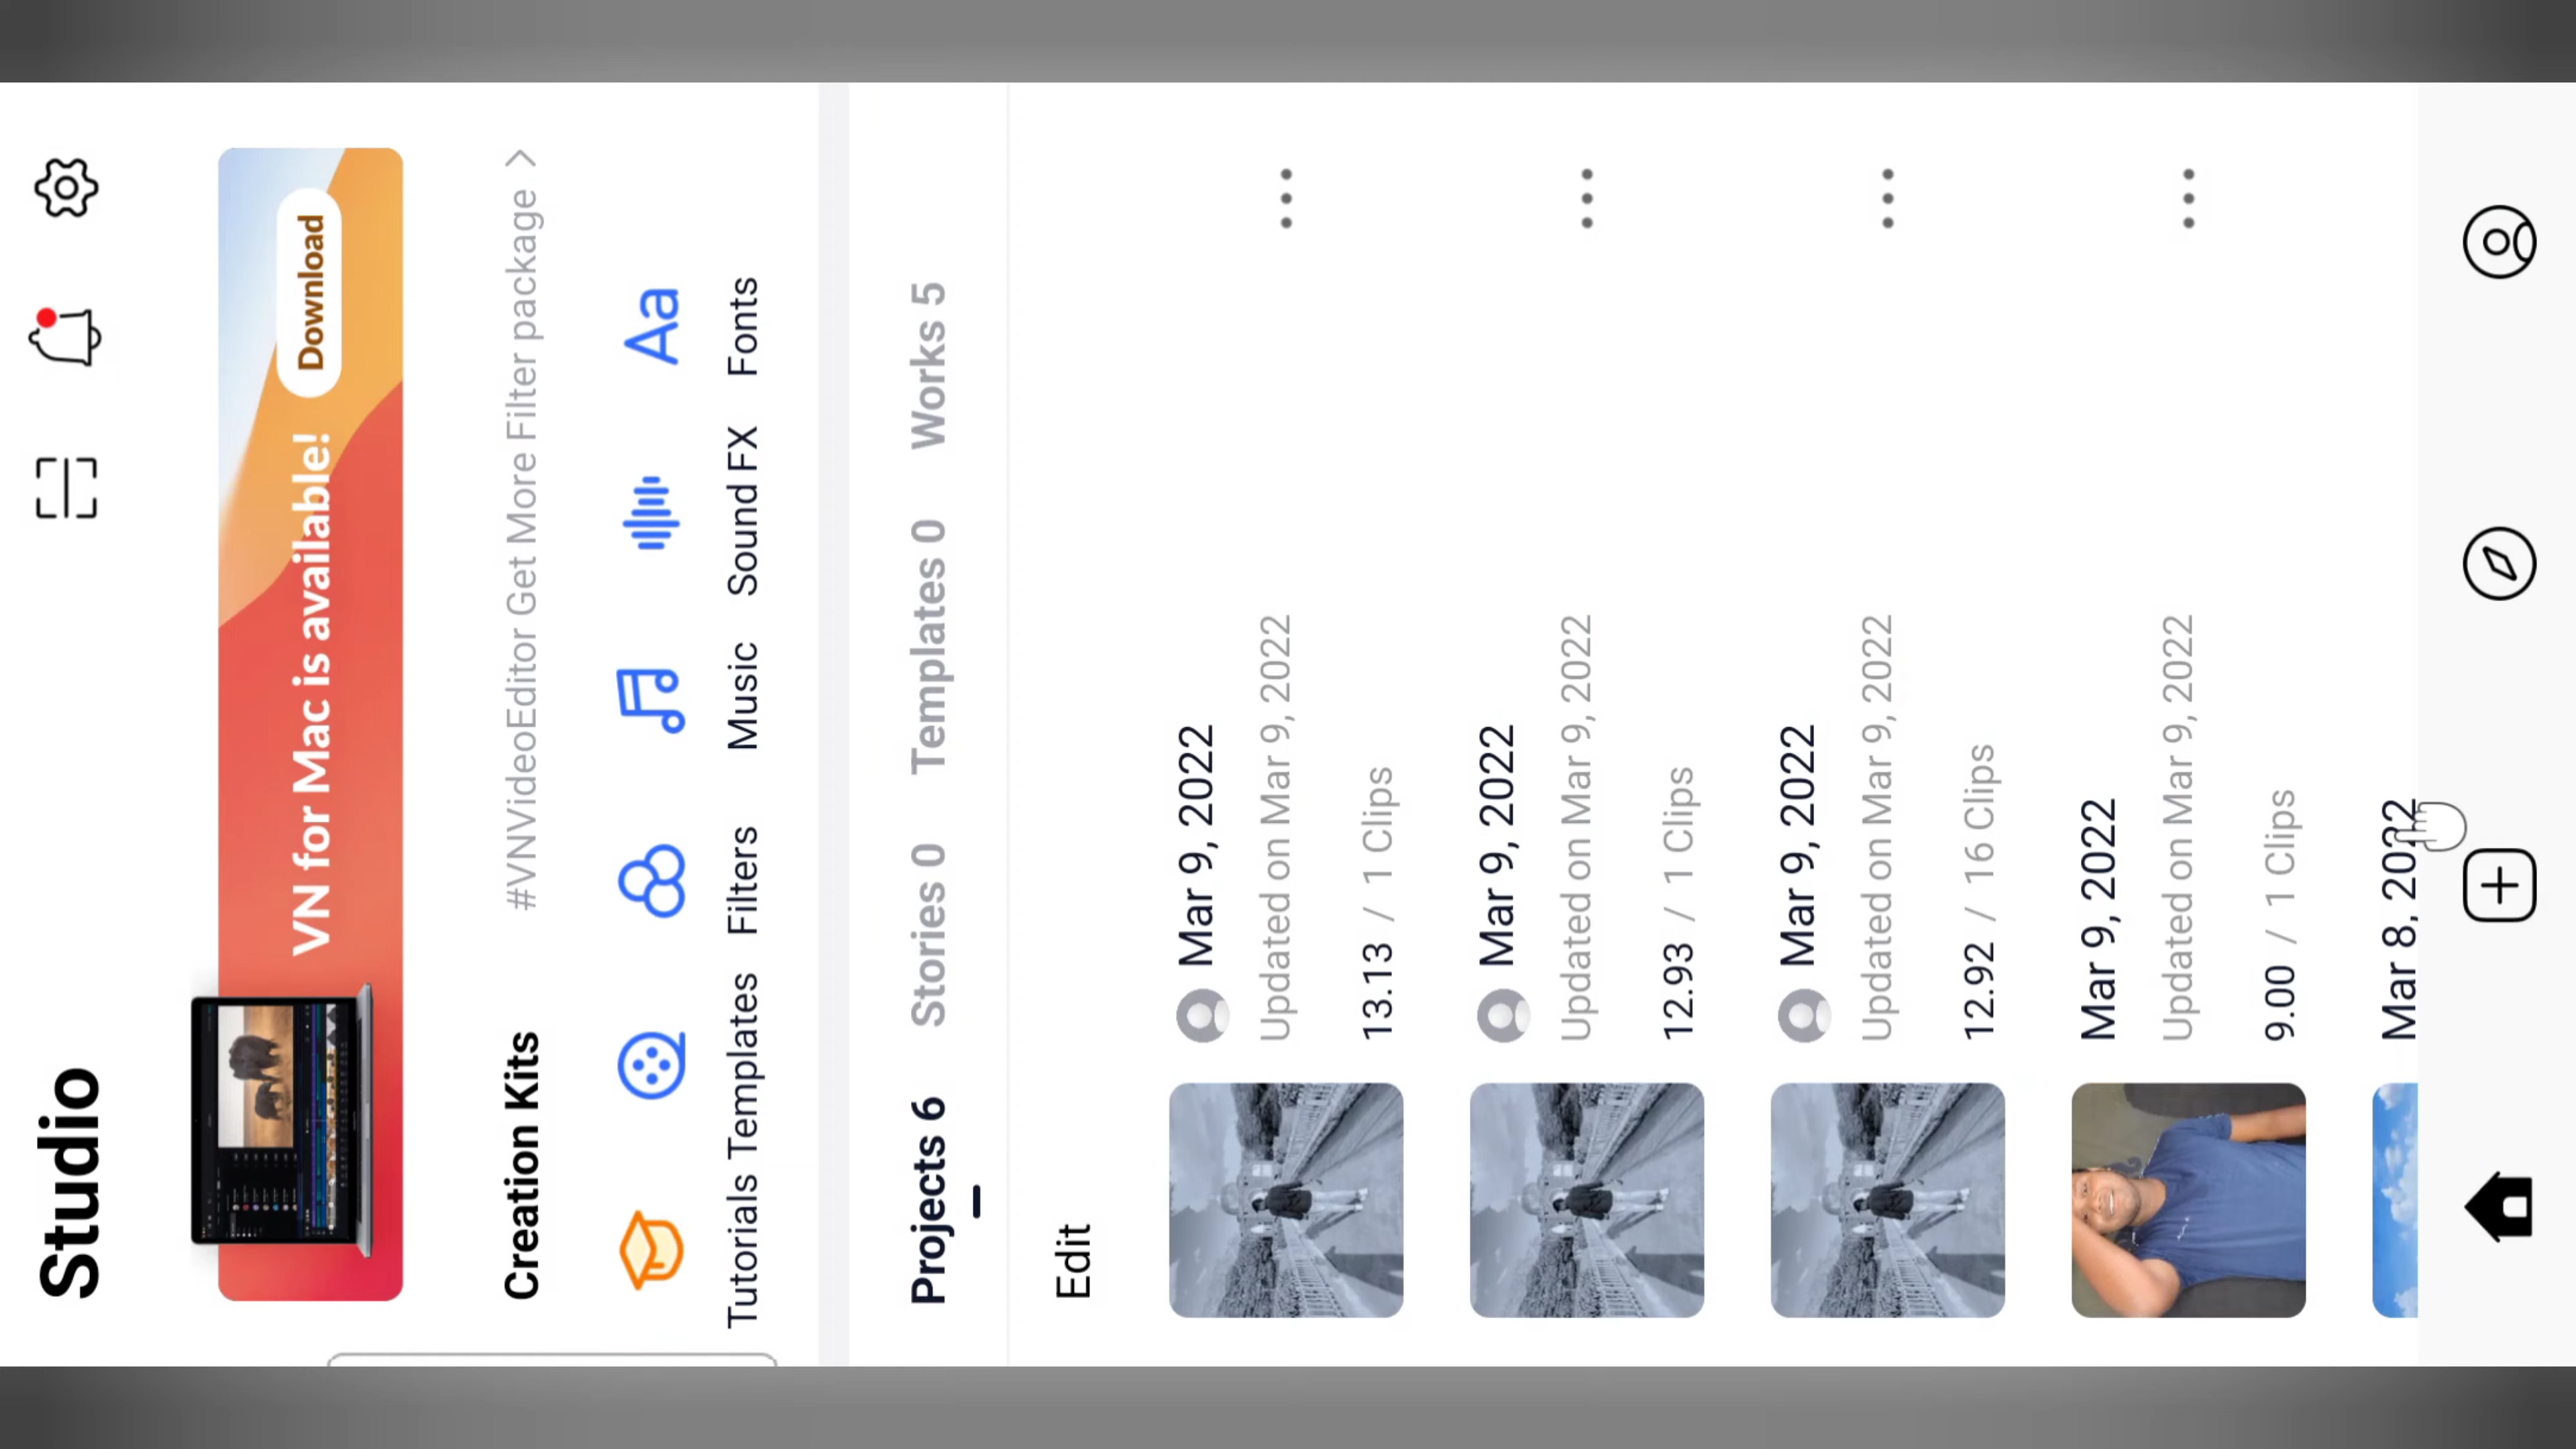 Studio
VN for Mac is available!
Download
Creation Kits
#VNVideoEditor Get More Filter package >
Tutorials
Templates
Filters
Music
Sound FX
Fonts
Projects 6
Stories 0
Templates 0
Works 5
Edit
Mar 9, 2022
Updated on Mar 9, 2022
13.13 / 1 Clips
Mar 9, 2022
Updated on Mar 9, 2022
12.93 / 1 Clips
Mar 9, 2022
Updated on Mar 9, 2022
12.92 / 16 Clips
Mar 9, 2022
Updated on Mar 9, 2022
9.00 / 1 Clips
Mar 8, 2022